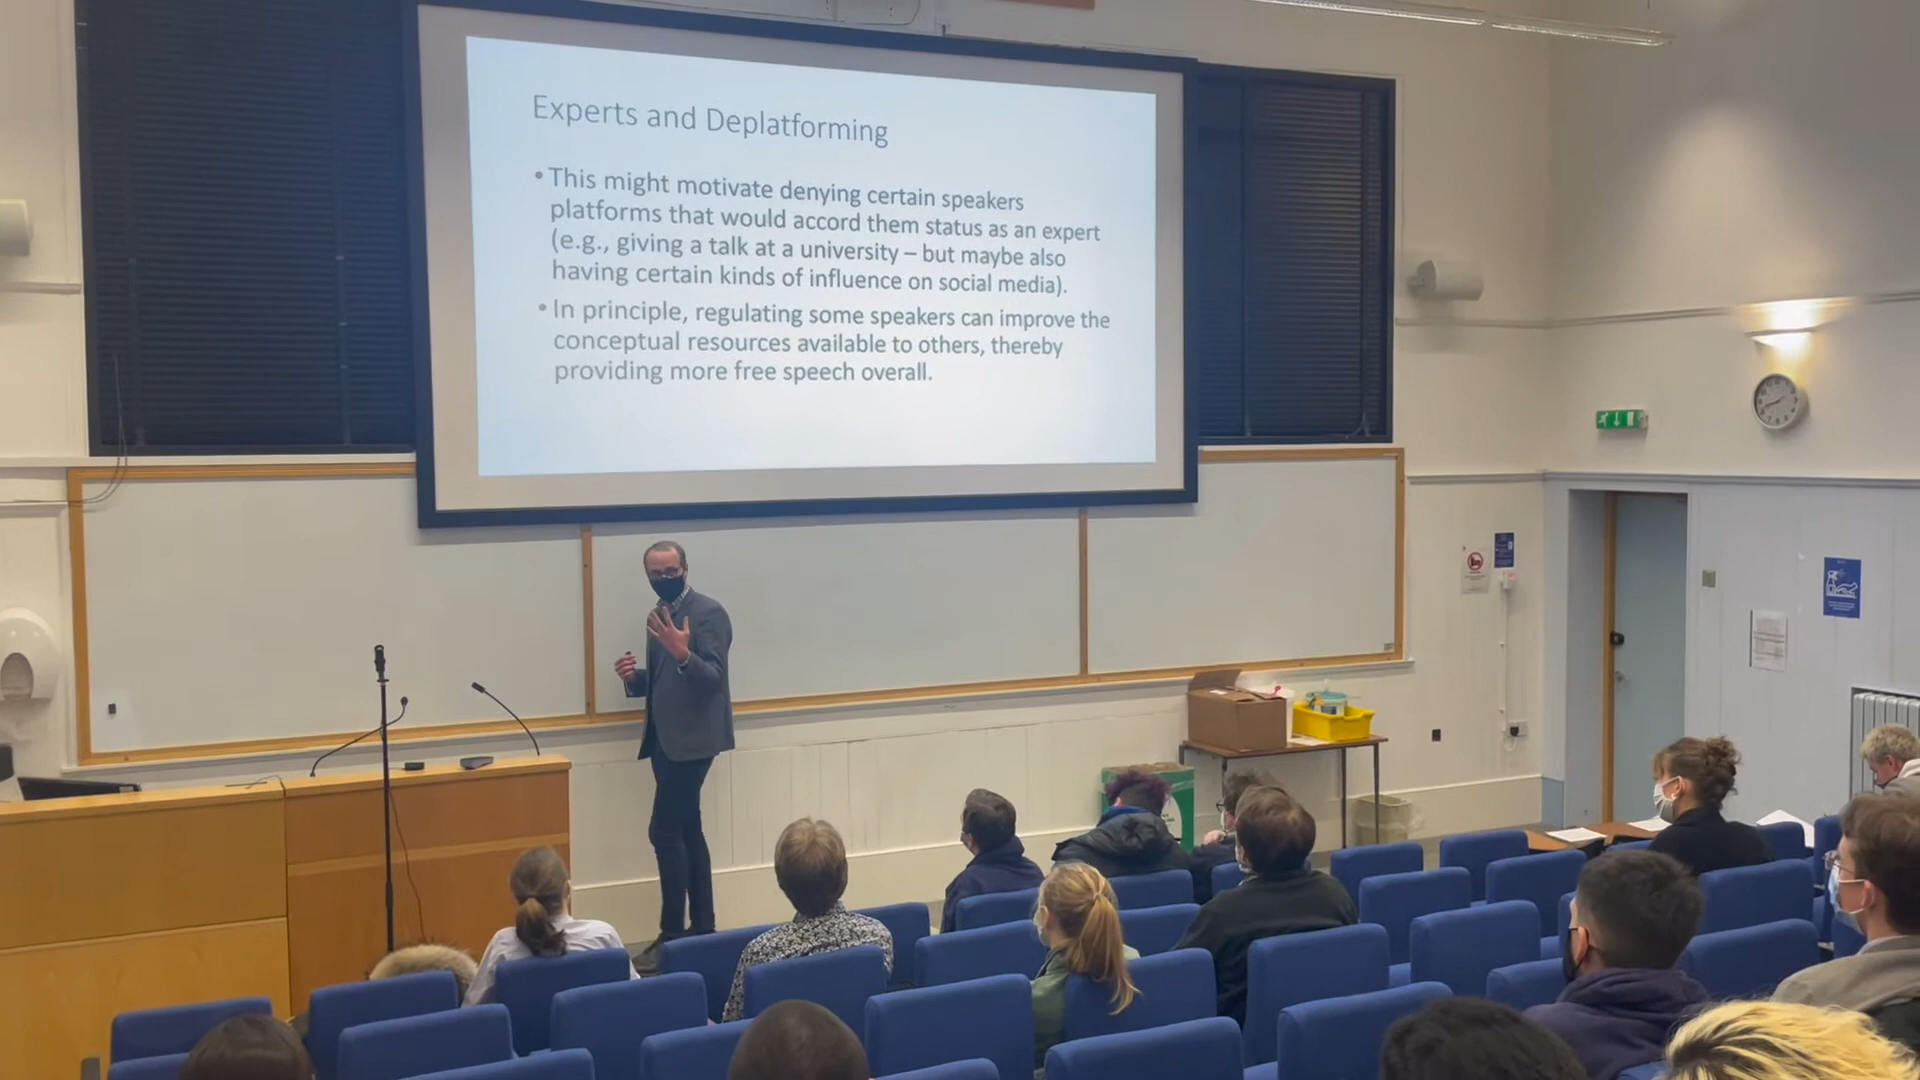 Experts and Deplatforming
•This might motivate denying certain speakers
platforms that would accord them status as an expert
(e.g., giving a talk at a university – but maybe also
having certain kinds of influence on social media).
•In principle, regulating some speakers can improve the
conceptual resources available to others, thereby
providing more free speech overall.